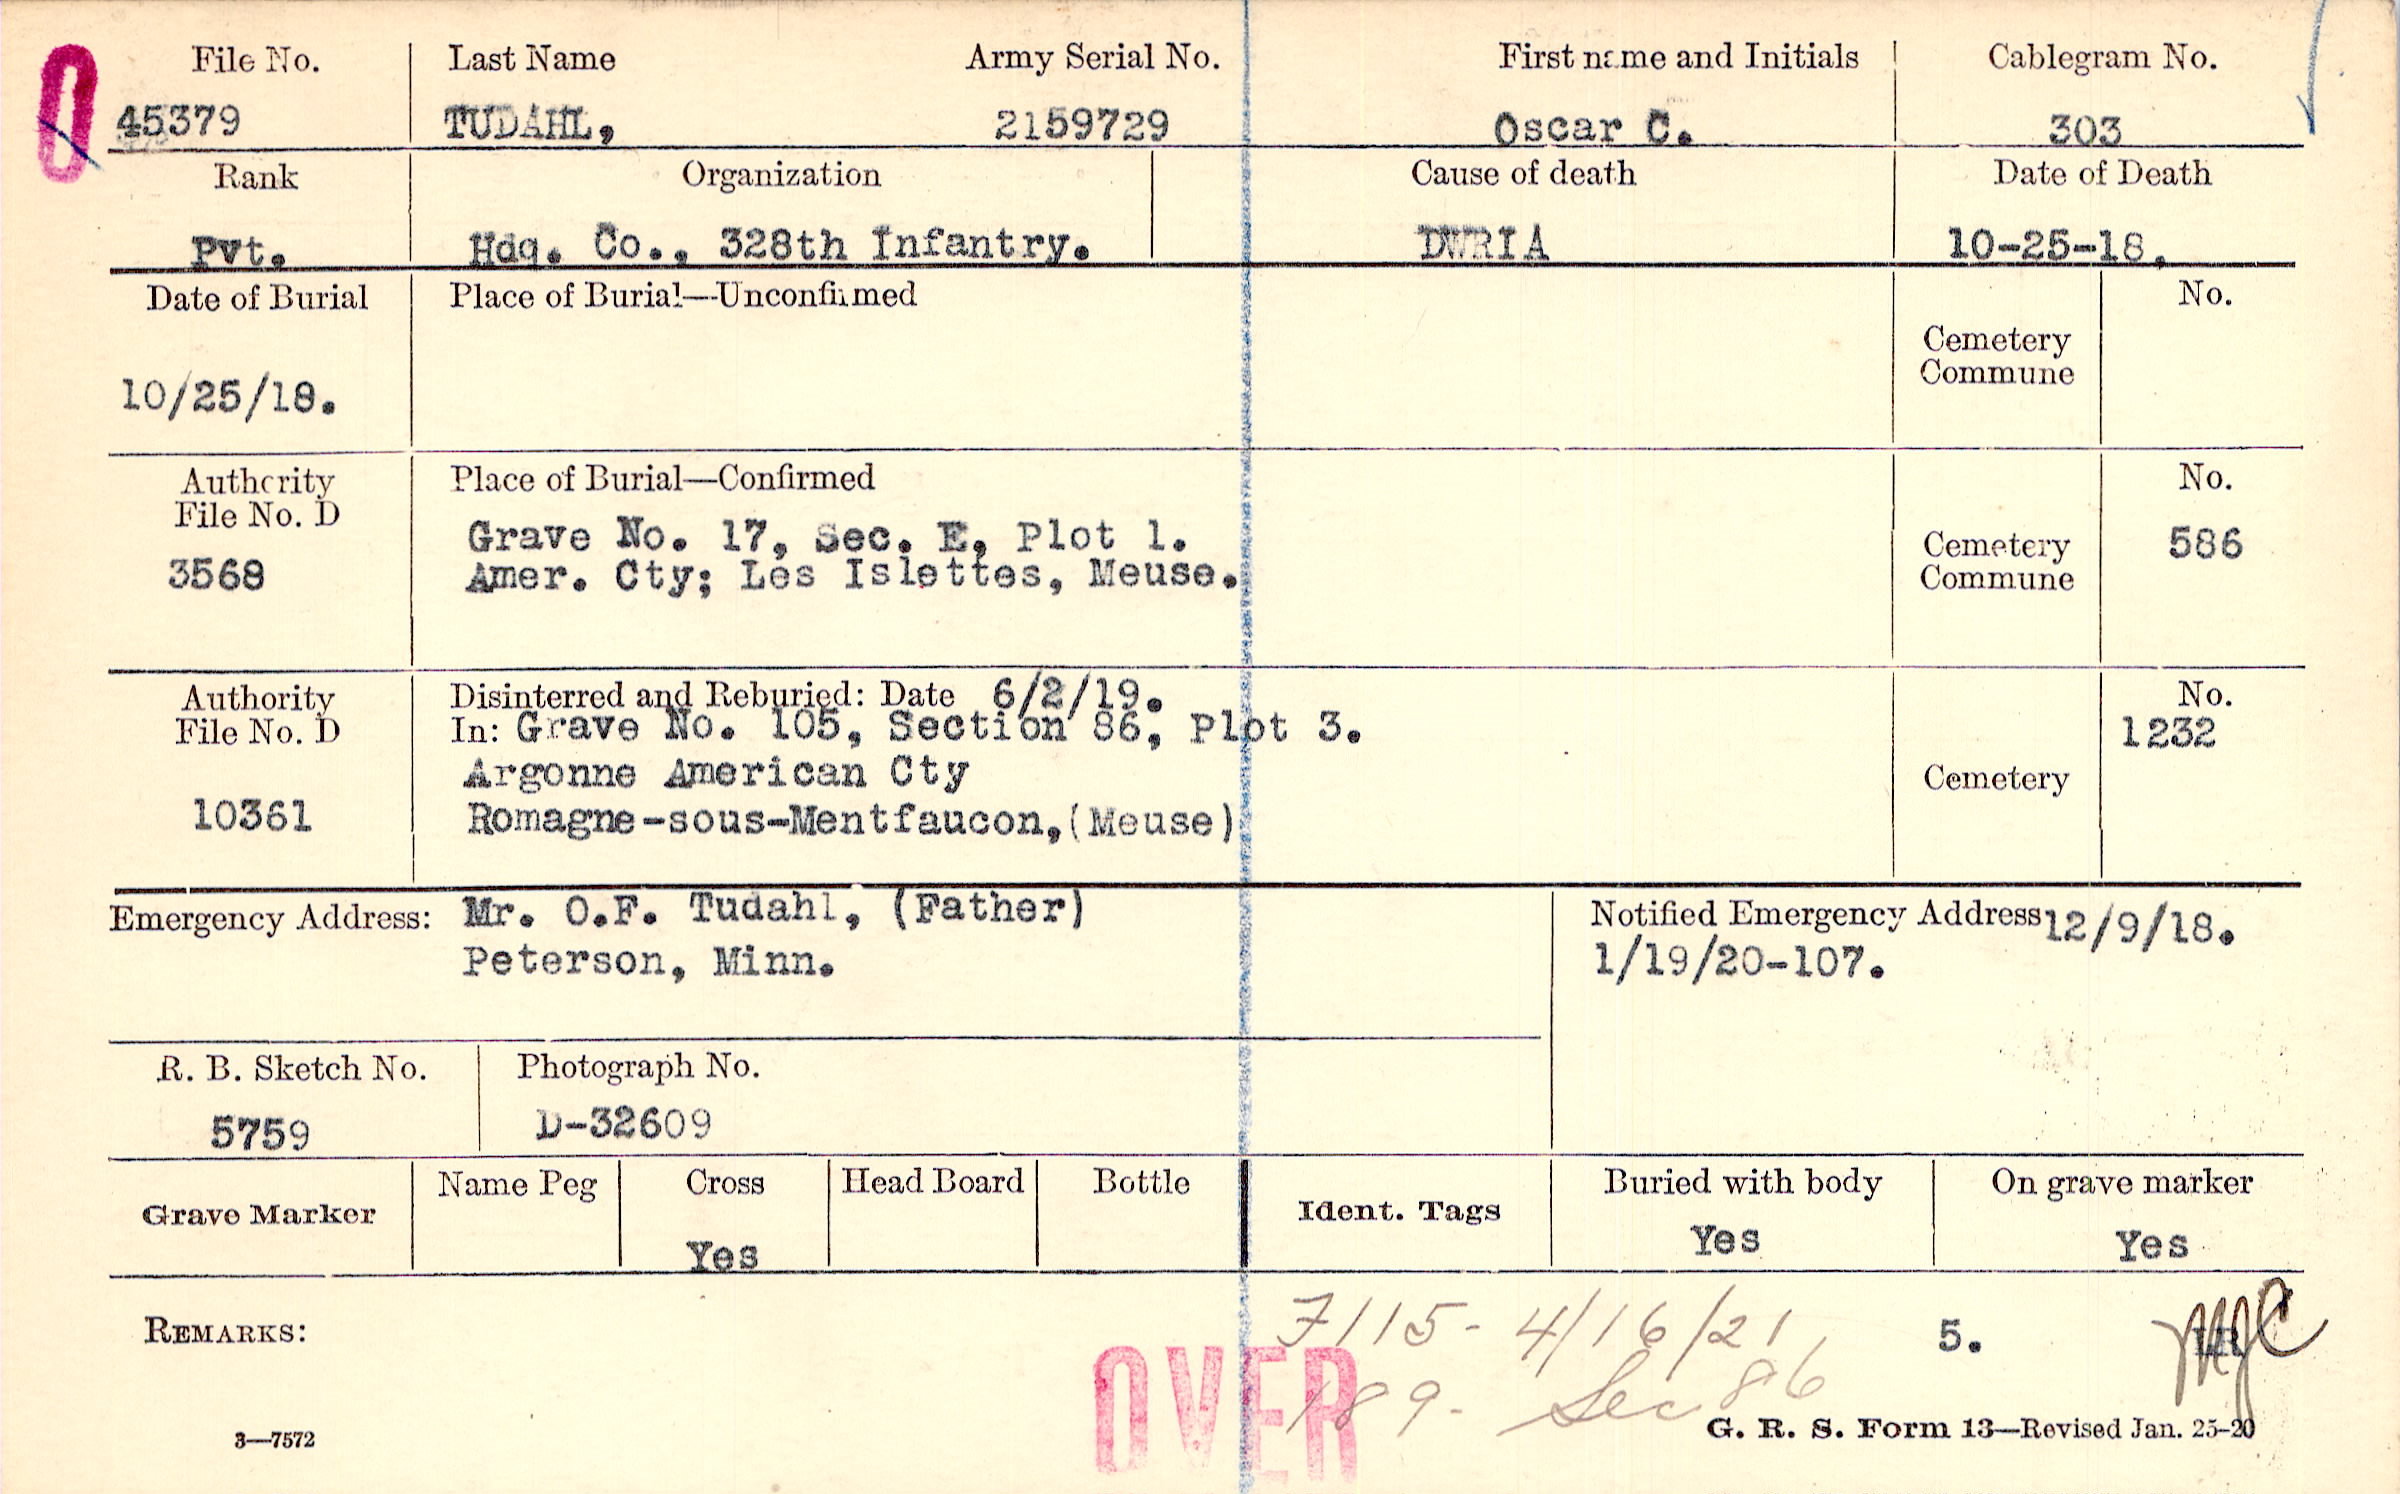 File No. Last Name Army Serial No. First name and Initials Cablegram No.
45379 TUDAHL, 2159729 Oscar C. 303
Rank Organization Cause of death Date of Death
Pvt. Hdq. Co., 328th Infantry. DWRIA 10-25-18.
Date of Burial Place of Burial—Unconfirmed No.
Cemetery
Commune
10/25/18.
Authority Place of Burial—Confirmed No.
File No. D
Grave No. 17, Sec. E, Plot 1. Cemetery 586
3568 Amer. Cty; Les Islettes, Meuse. Commune
Authority Disinterred and Reburied: Date 6/2/19. No.
File No. D In: Grave No. 105, Section 86, Plot 3. 1232
Argonne American Cty Cemetery
10361 Romagne-sous-Mentfaucon,(Meuse)
Emergency Address: Mr. O.F. Tudahl, (Father) Notified Emergency Address 12/9/18.
Peterson, Minn. 1/19/20-107.
R. B. Sketch No. Photograph No.
5759 D-32609
Name Peg Cross Head Board Bottle Buried with body On grave marker
Grave Marker Ident. Tags
Yes Yes Yes
REMARKS: 7115- 4/16/21 5. MJC
OVER 189- Sec 86
3—7572 G. R. S. Form 13—Revised Jan. 25-20